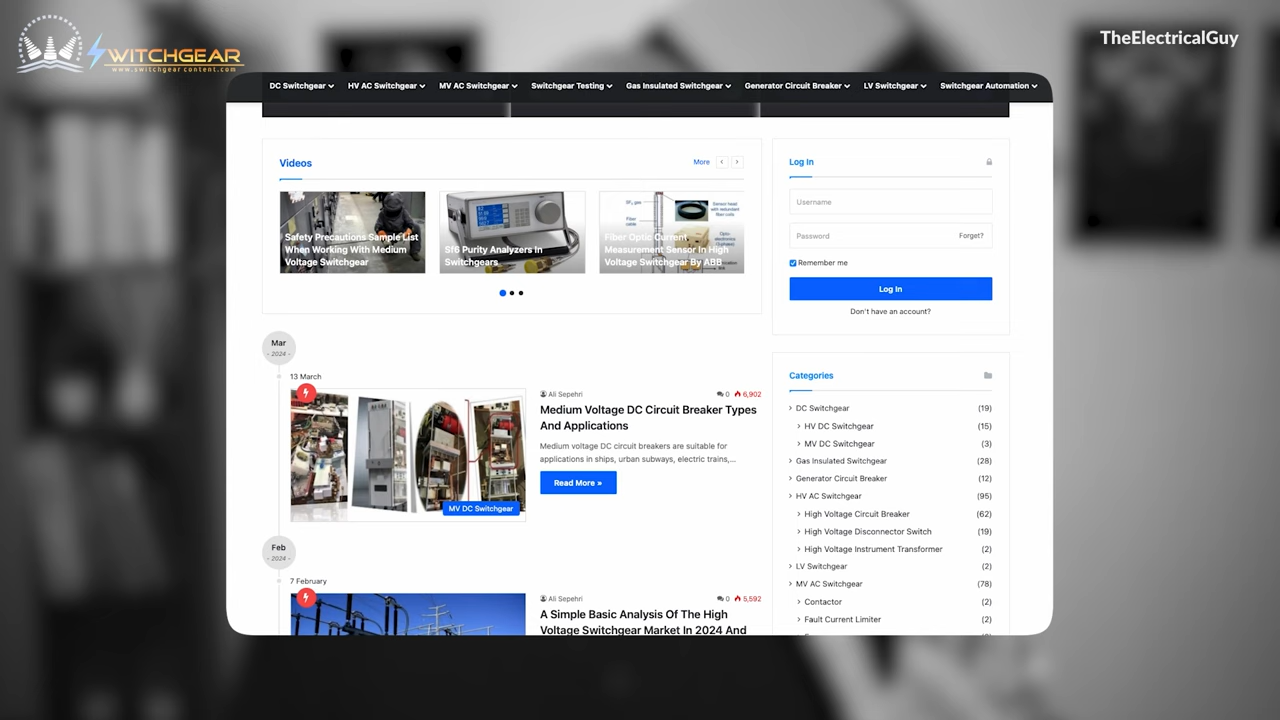 WITCHGEAR
www.switchgearcontent.com
TheElectricalGuy
DC Switchgear
HV AC Switchgear
MV AC Switchgear
Switchgear Testing
Gas Insulated Switchgear
Generator Circuit Breaker
LV Switchgear
Switchgear Automation
Videos
More
Safety Precautions Sample List
When Working With Medium
Voltage Switchgear
Sf6 Purity Analyzers In
Switchgears
Fiber Optic Current
Measurement Sensor In High
Voltage Switchgear By ABB
Log In
Username
Password
Forget?
Remember me
Log In
Don't have an account?
Mar
- 2024 -
13 March
Ali Sepehri
0
6,902
Medium Voltage DC Circuit Breaker Types
And Applications
Medium voltage DC circuit breakers are suitable for
applications in ships, urban subways, electric trains,...
Read More »
MV DC Switchgear
Feb
- 2024 -
7 February
Ali Sepehri
0
5,592
A Simple Basic Analysis Of The High
Voltage Switchgear Market In 2024 And
Categories
DC Switchgear (19)
HV DC Switchgear (15)
MV DC Switchgear (3)
Gas Insulated Switchgear (28)
Generator Circuit Breaker (12)
HV AC Switchgear (95)
High Voltage Circuit Breaker (62)
High Voltage Disconnector Switch (19)
High Voltage Instrument Transformer (2)
LV Switchgear (2)
MV AC Switchgear (78)
Contactor (2)
Fault Current Limiter (2)